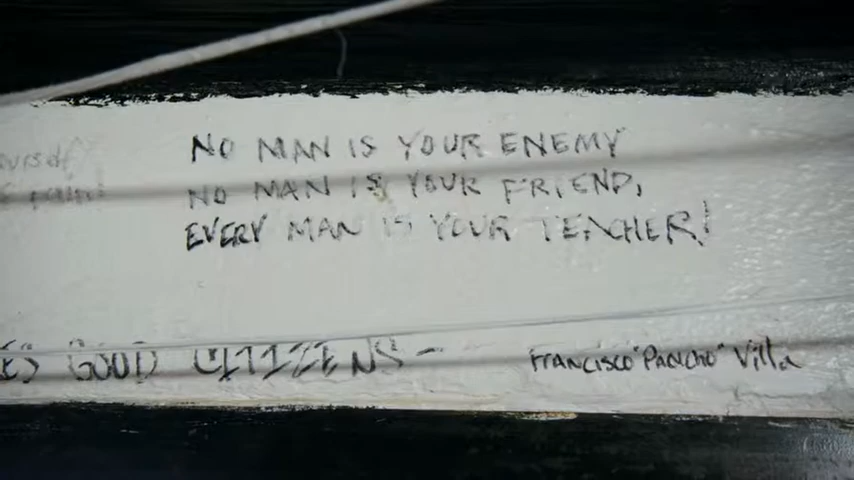 NO MAN IS YOUR ENEMY
NO MAN IS YOUR FRIEND,
EVERY MAN IS YOUR TEACHER!
GOOD CITIZENS -
FRANCISCO "PANCHO" Villa